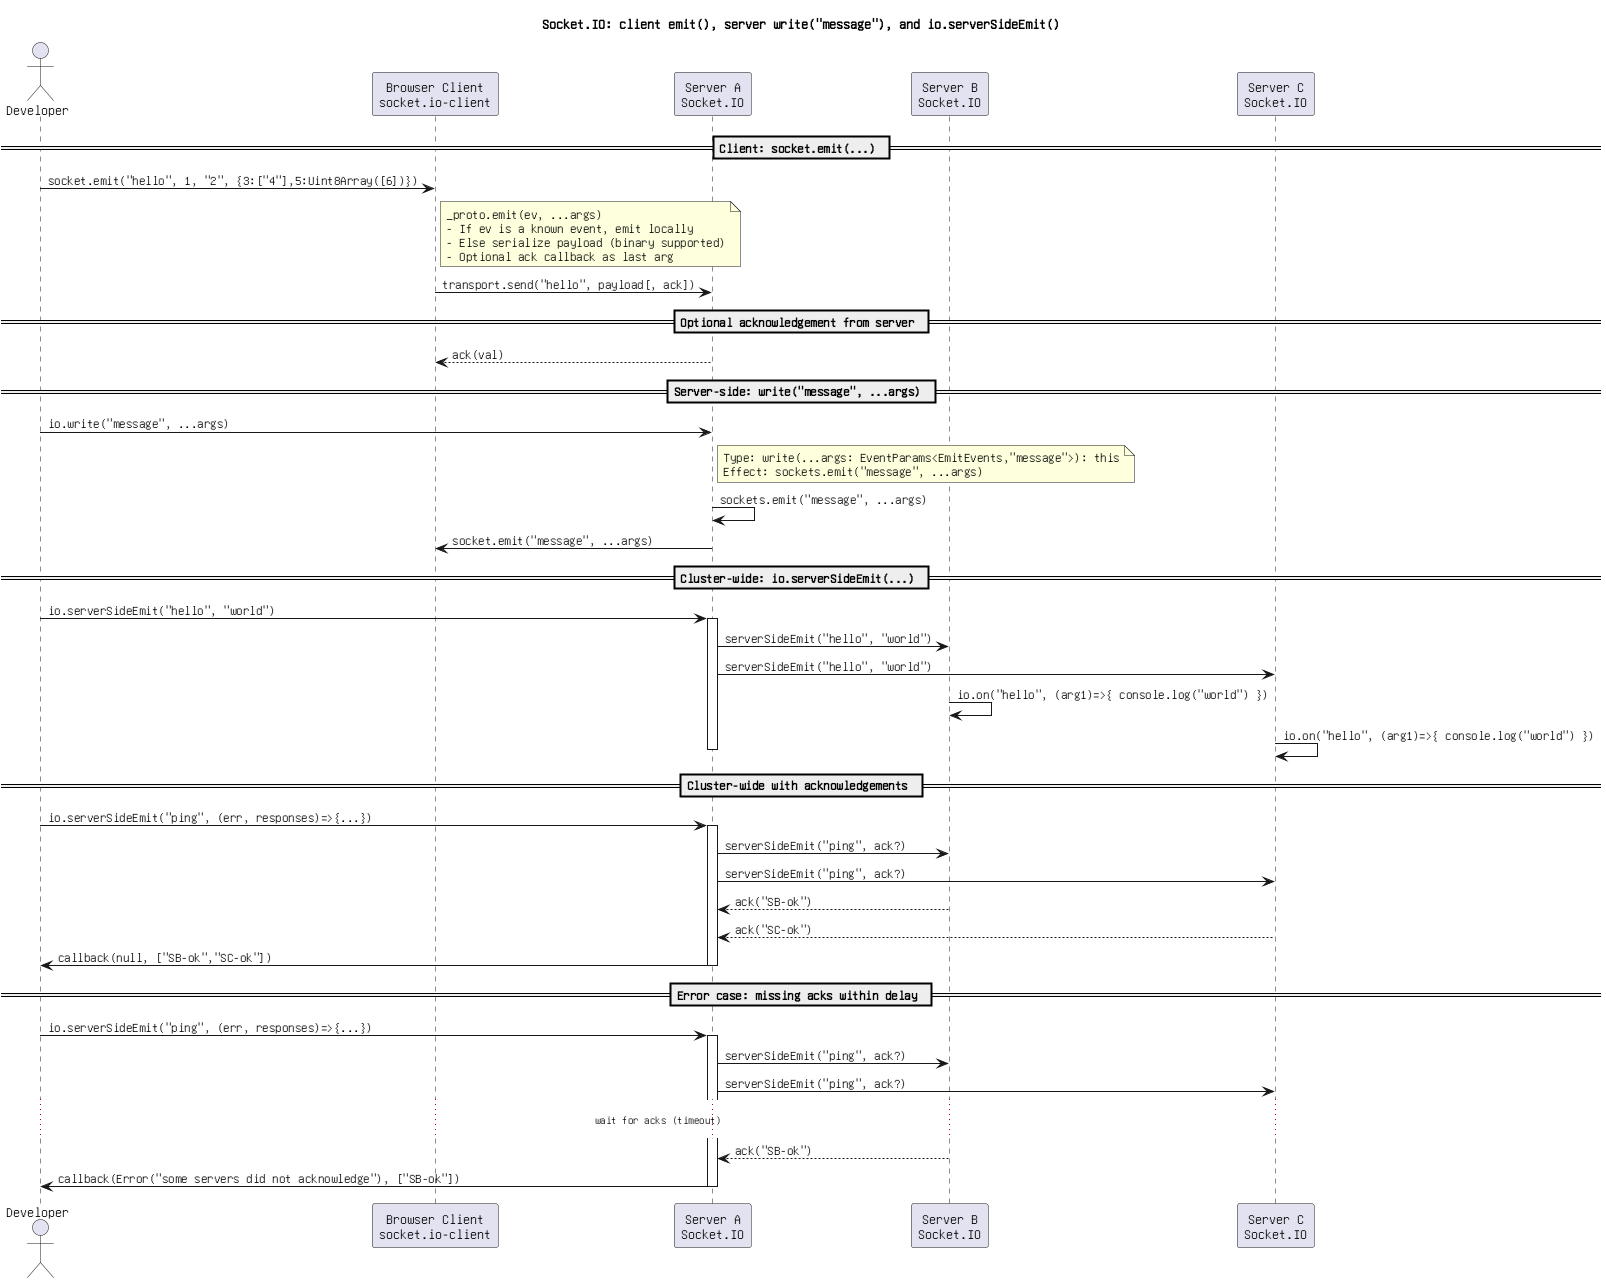 Socket.IO: client emit(), server write("message"), and io.serverSideEmit()
Developer
Browser Client
socket.io-client
Server A
Socket.IO
Server B
Socket.IO
Server C
Socket.IO
Client: socket.emit(...)
socket.emit("hello", 1, "2", {3:["4"],5:Uint8Array([6])})
_proto.emit(ev, ...args)
- If ev is a known event, emit locally
- Else serialize payload (binary supported)
- Optional ack callback as last arg
transport.send("hello", payload[, ack])
Optional acknowledgement from server
ack(val)
Server-side: write("message", ...args)
io.write("message", ...args)
Type: write(...args: EventParams<EmitEvents,"message">): this
Effect: sockets.emit("message", ...args)
sockets.emit("message", ...args)
socket.emit("message", ...args)
Cluster-wide: io.serverSideEmit(...)
io.serverSideEmit("hello", "world")
serverSideEmit("hello", "world")
serverSideEmit("hello", "world")
io.on("hello", (arg1)=>{ console.log("world") })
io.on("hello", (arg1)=>{ console.log("world") })
Cluster-wide with acknowledgements
io.serverSideEmit("ping", (err, responses)=>{...})
serverSideEmit("ping", ack?)
serverSideEmit("ping", ack?)
ack("SB-ok")
ack("SC-ok")
callback(null, ["SB-ok","SC-ok"])
Error case: missing acks within delay
io.serverSideEmit("ping", (err, responses)=>{...})
serverSideEmit("ping", ack?)
serverSideEmit("ping", ack?)
wait for acks (timeout)
ack("SB-ok")
callback(Error("some servers did not acknowledge"), ["SB-ok"])
Developer
Browser Client
socket.io-client
Server A
Socket.IO
Server B
Socket.IO
Server C
Socket.IO